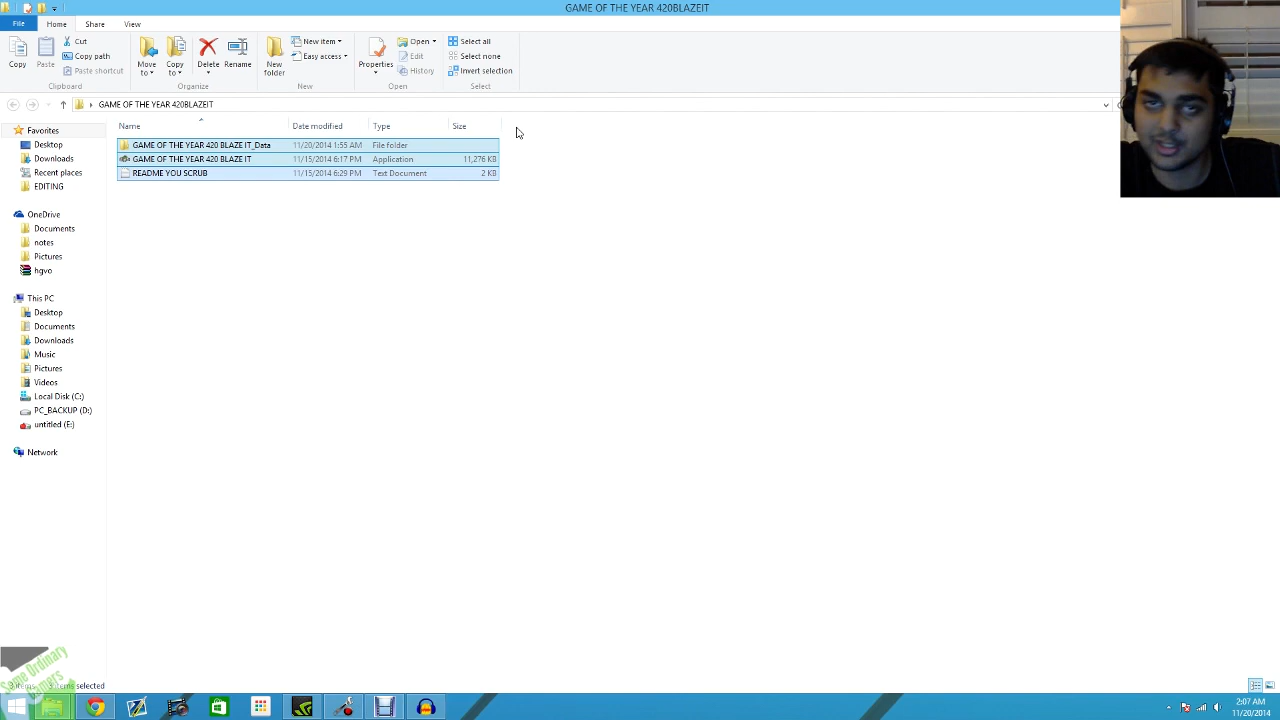 GAME OF THE YEAR 420BLAZEIT
File Home Share View
Copy
Paste
Cut
Copy path
Paste shortcut
Clipboard
Move to
Copy to
Delete
Rename
Organize
New folder
New item
Easy access
New
Properties
Open
Edit
History
Open
Select all
Select none
Invert selection
Select
GAME OF THE YEAR 420BLAZEIT
Name Date modified Type Size
GAME OF THE YEAR 420 BLAZE IT_Data 11/20/2014 1:55 AM File folder
GAME OF THE YEAR 420 BLAZE IT 11/15/2014 6:17 PM Application 11,276 KB
README YOU SCRUB 11/15/2014 6:29 PM Text Document 2 KB
Favorites
Desktop
Downloads
Recent places
EDITING
OneDrive
Documents
notes
Pictures
hgvo
This PC
Desktop
Documents
Downloads
Music
Pictures
Videos
Local Disk (C:)
PC_BACKUP (D:)
untitled (E:)
Network
Some Ordinary
Gamers
items selected
2:07 AM
11/20/2014